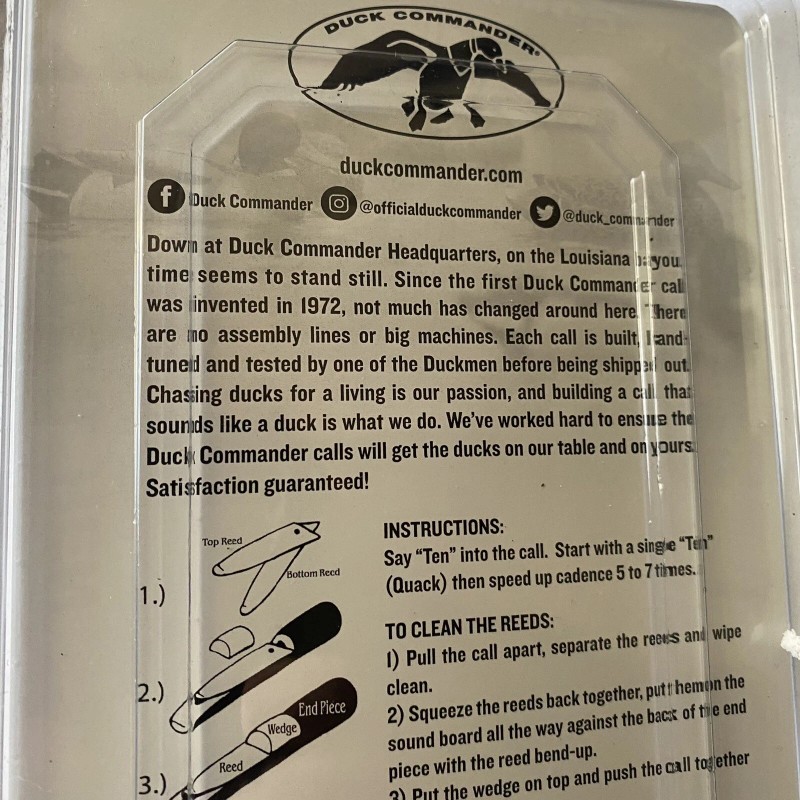 DUCK COMMANDER®
duckcommander.com
Duck Commander @officialduckcommander @duck_commander
Down at Duck Commander Headquarters, on the Louisiana bayou
time seems to stand still. Since the first Duck Commander call
was invented in 1972, not much has changed around here. There
are no assembly lines or big machines. Each call is built, hand-
tuned and tested by one of the Duckmen before being shipped out.
Chasing ducks for a living is our passion, and building a call that
sounds like a duck is what we do. We've worked hard to ensure the
Duck Commander calls will get the ducks on our table and on yours.
Satisfaction guaranteed!
Top Reed
Bottom Reed
1.)
2.)
End Piece
Wedge
Reed
3.)
INSTRUCTIONS:
Say "Ten" into the call. Start with a single "Ten"
(Quack) then speed up cadence 5 to 7 times.
TO CLEAN THE REEDS:
1) Pull the call apart, separate the reeds and wipe
clean.
2) Squeeze the reeds back together, put them on the
sound board all the way against the back of the end
piece with the reed bend-up.
3) Put the wedge on top and push the call together